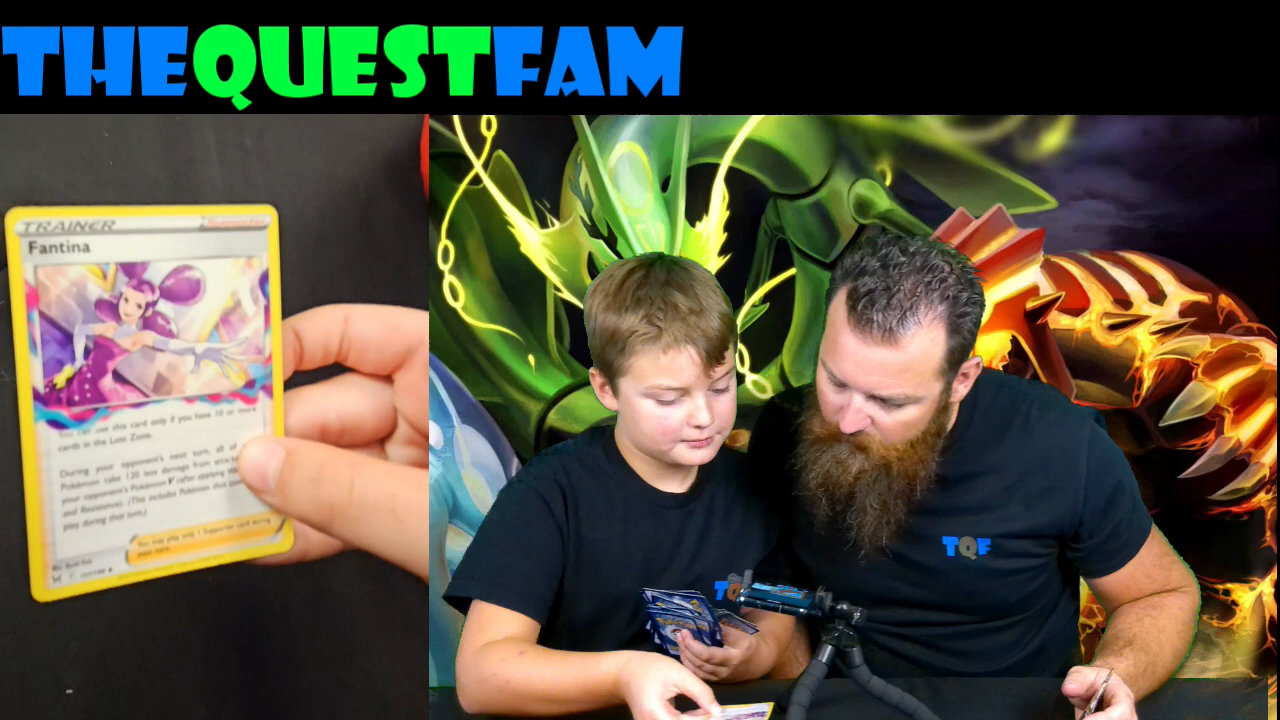 THEQUESTFAM
TRAINER
Supporter
Fantina
You can use this card only if you have 10 or more
cards in the Lost Zone.
During your opponent's next turn, all of
Pokémon take 120 less damage from attacks
your opponent's Pokémon V (after applying
and Resistance). (This includes Pokémon that
play during that turn.)
You may play only 1 Supporter card during
your turn.
TQF